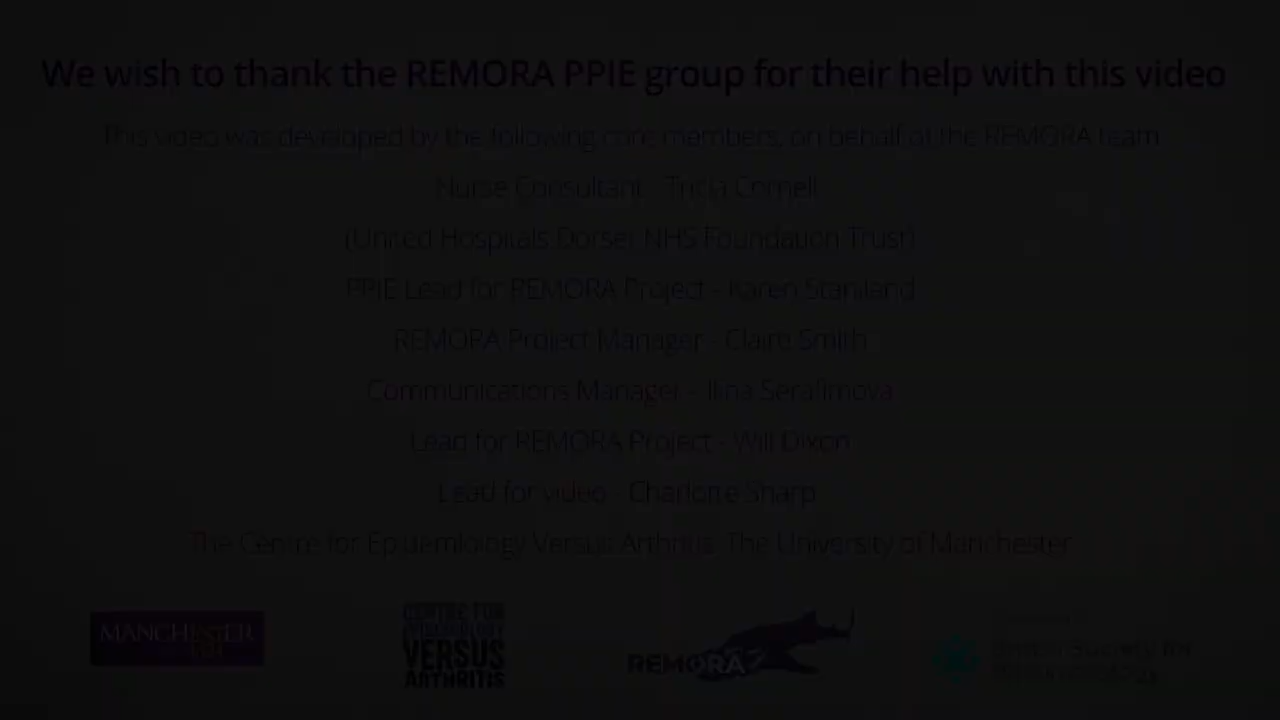 We wish to thank the REMORA PPIE group for their help with this video
This video was developed by the following core members, on behalf of the REMORA team
Nurse Consultant - Tricia Cornell
(United Hospitals Dorset NHS Foundation Trust)
PPIE Lead for REMORA Project - Karen Staniland
REMORA Project Manager - Claire Smith
Communications Manager - Ilina Serafimova
Lead for REMORA Project - Will Dixon
Lead for video - Charlotte Sharp
The Centre for Epidemiology Versus Arthritis, The University of Manchester
MANCHESTER
1824
CENTRE FOR
EPIDEMIOLOGY
VERSUS
ARTHRITIS
REMORA
British Society for
Rheumatology